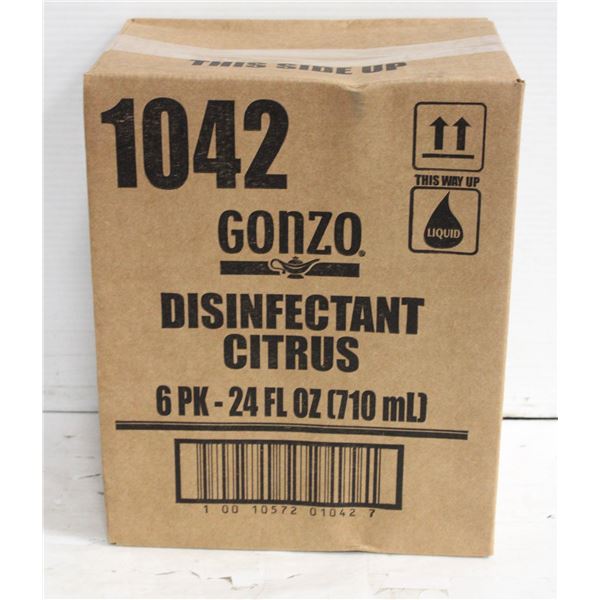 THIS SIDE UP
1042
THIS WAY UP
LIQUID
GONZO®
DISINFECTANT
CITRUS
6 PK - 24 FL OZ (710 mL)
1 00 10572 01042 7